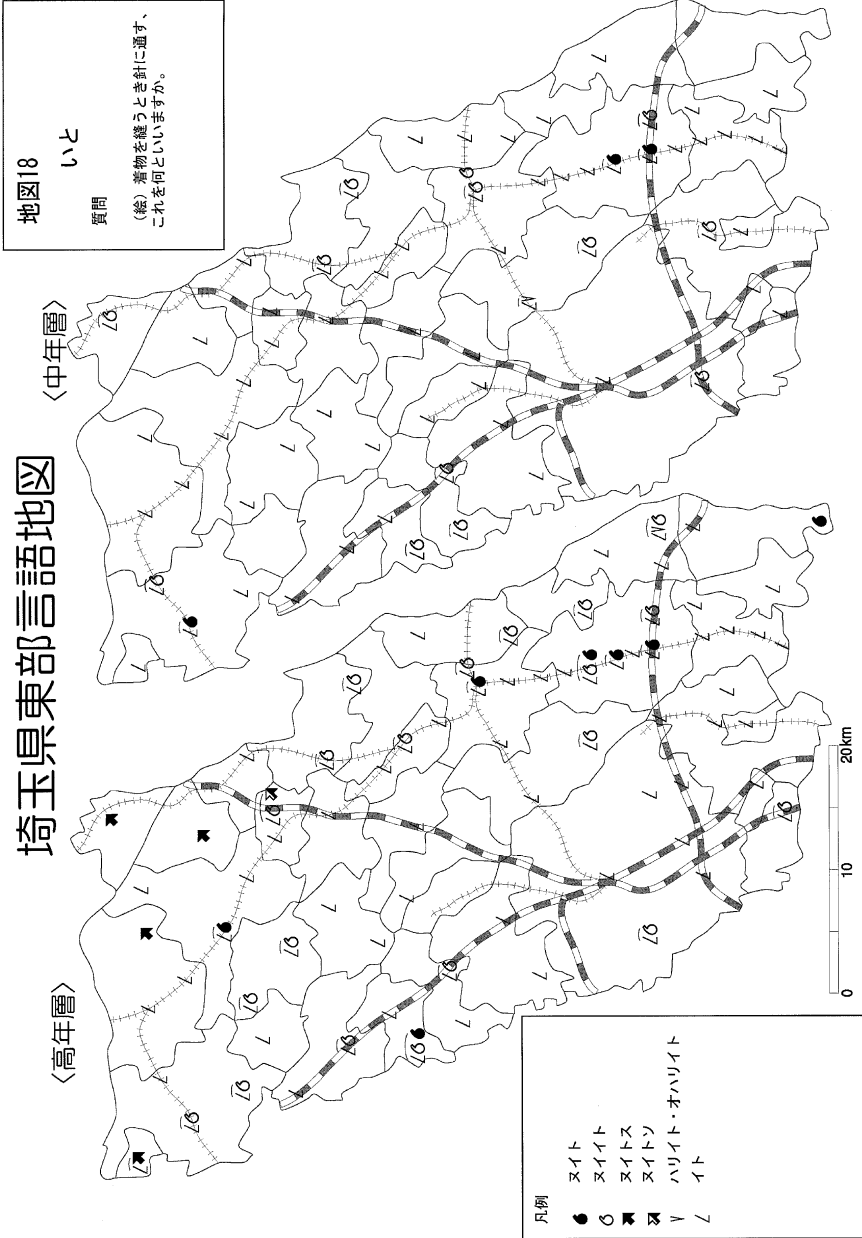 地図18
いと
質問
（絵）着物を縫うとき針に通す、
これを何といいますか。
埼玉県東部言語地図
〈高年層〉
〈中年層〉
凡例
ヌイト
ヌイイト
ヌイトス
ヌイトソ
ハリイト・オハリイト
イト
0 10 20km